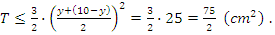 T ≤ 3/2 · ((y+(10−y))/2)² = 3/2 · 25 = 75/2 (cm²) .